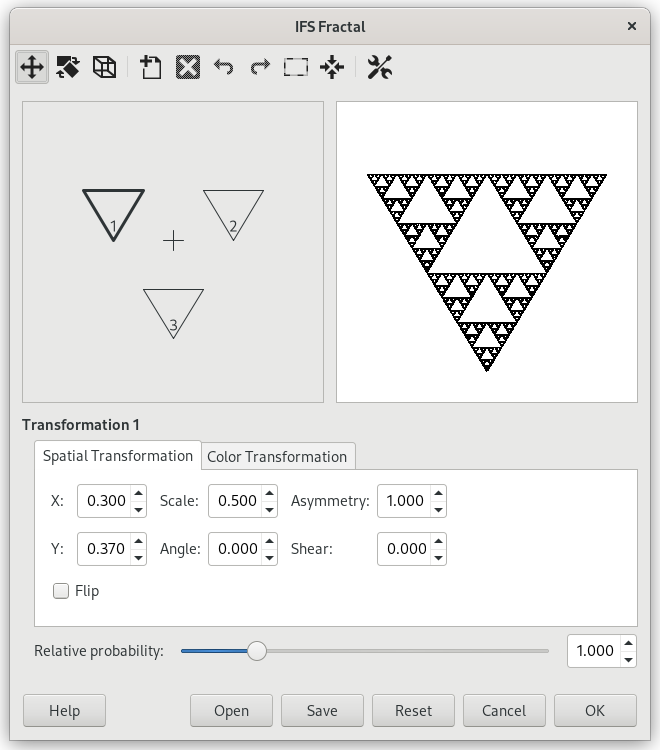 IFS Fractal
×
1
2
3
Transformation 1
Spatial Transformation Color Transformation
X: 0.300 Scale: 0.500 Asymmetry: 1.000
Y: 0.370 Angle: 0.000 Shear: 0.000
Flip
Relative probability: 1.000
Help Open Save Reset Cancel OK